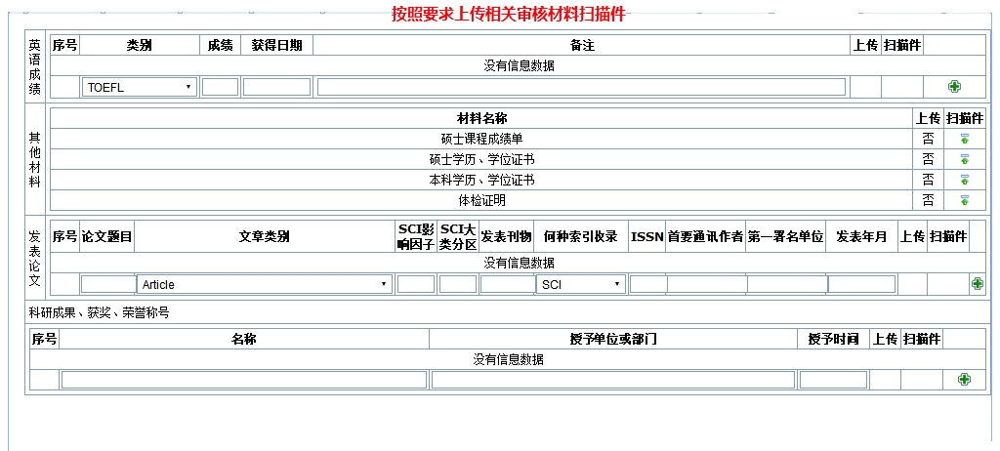 按照要求上传相关审核材料扫描件
英语成绩
序号 类别 成绩 获得日期 备注 上传 扫描件
没有信息数据
TOEFL
其他材料
材料名称 上传 扫描件
硕士课程成绩单 否
硕士学历、学位证书 否
本科学历、学位证书 否
体检证明 否
发表论文
序号 论文题目 文章类别 SCI影响因子 SCI大类分区 发表刊物 何种索引收录 ISSN 首要通讯作者 第一署名单位 发表年月 上传 扫描件
没有信息数据
Article SCI
科研成果、获奖、荣誉称号
序号 名称 授予单位或部门 授予时间 上传 扫描件
没有信息数据